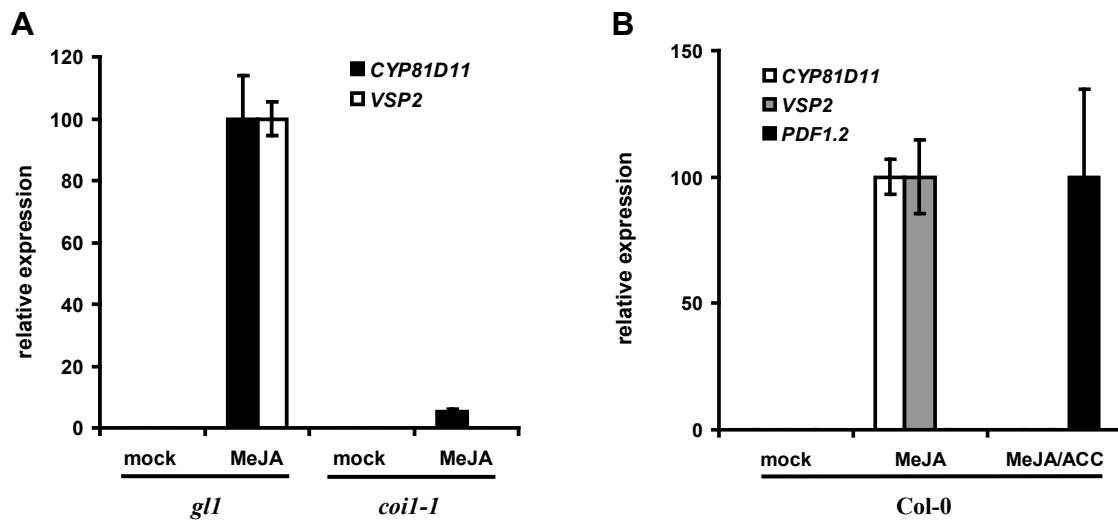 A
120
100
80
60
40
20
0
relative expression
CYP81D11
VSP2
mock
MeJA
mock
MeJA
gl1
coi1-1
B
150
100
50
0
relative expression
CYP81D11
VSP2
PDF1.2
mock
MeJA
MeJA/ACC
Col-0